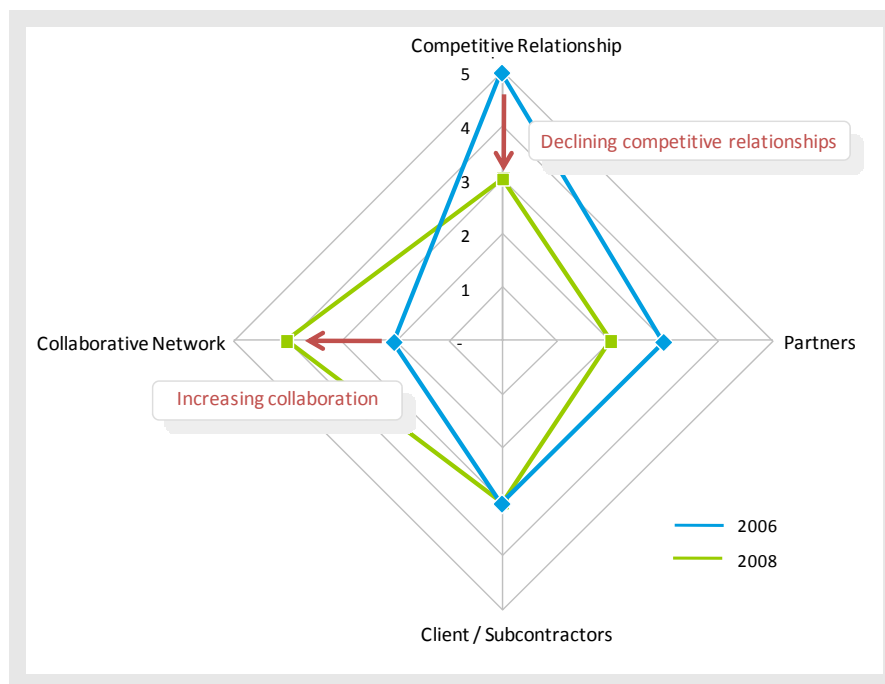 Competitive Relationship
5
4
Declining competitive relationships
3
2
1
Collaborative Network
-
Partners
Increasing collaboration
2006
2008
Client / Subcontractors